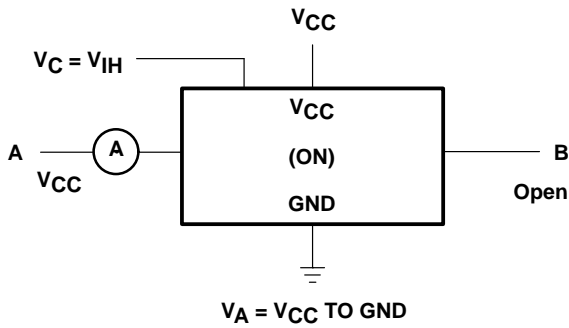 VCC
VC = VIH
VCC
A
A
(ON)
B
VCC
GND
Open
VA = VCC TO GND